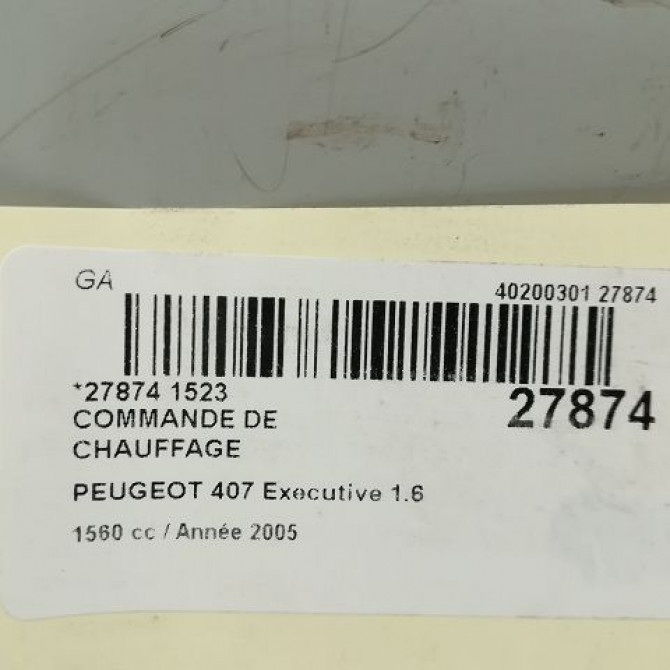 GA
40200301 27874
*27874 1523
27874
COMMANDE DE
CHAUFFAGE
PEUGEOT 407 Executive 1.6
1560 cc / Année 2005